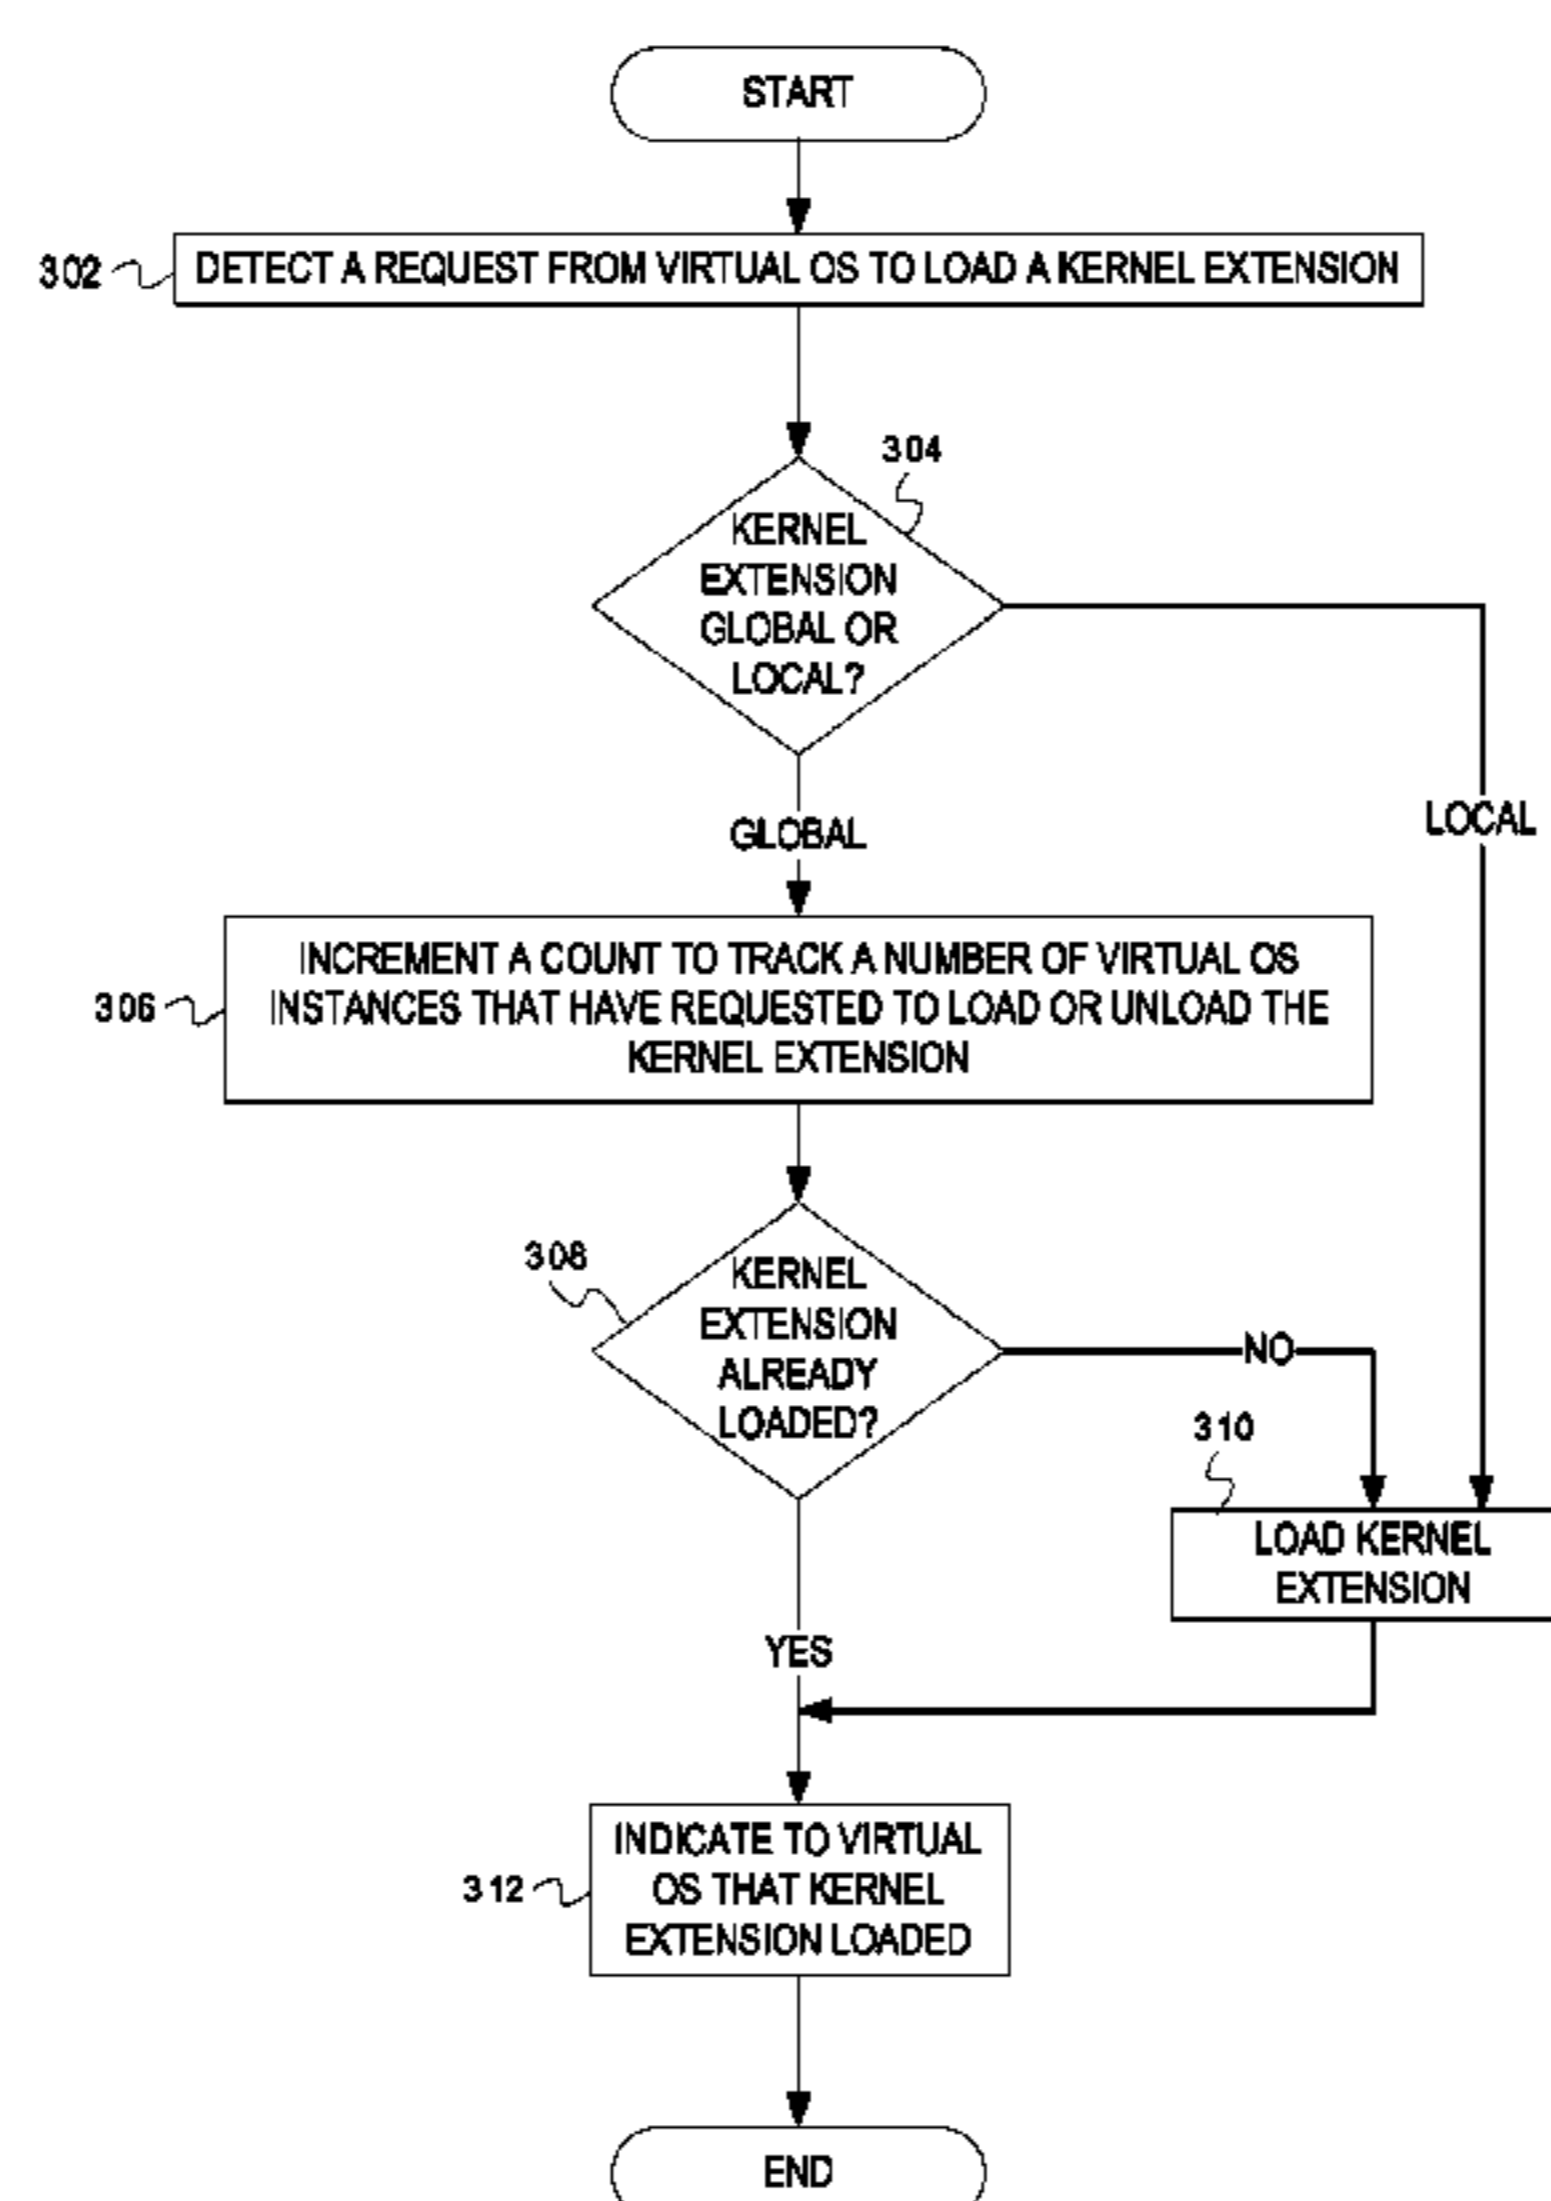 START
302
DETECT A REQUEST FROM VIRTUAL OS TO LOAD A KERNEL EXTENSION
304
KERNEL
EXTENSION
GLOBAL OR
LOCAL?
LOCAL
GLOBAL
306
INCREMENT A COUNT TO TRACK A NUMBER OF VIRTUAL OS
INSTANCES THAT HAVE REQUESTED TO LOAD OR UNLOAD THE
KERNEL EXTENSION
308
KERNEL
EXTENSION
ALREADY
LOADED?
NO
310
LOAD KERNEL
EXTENSION
YES
312
INDICATE TO VIRTUAL
OS THAT KERNEL
EXTENSION LOADED
END